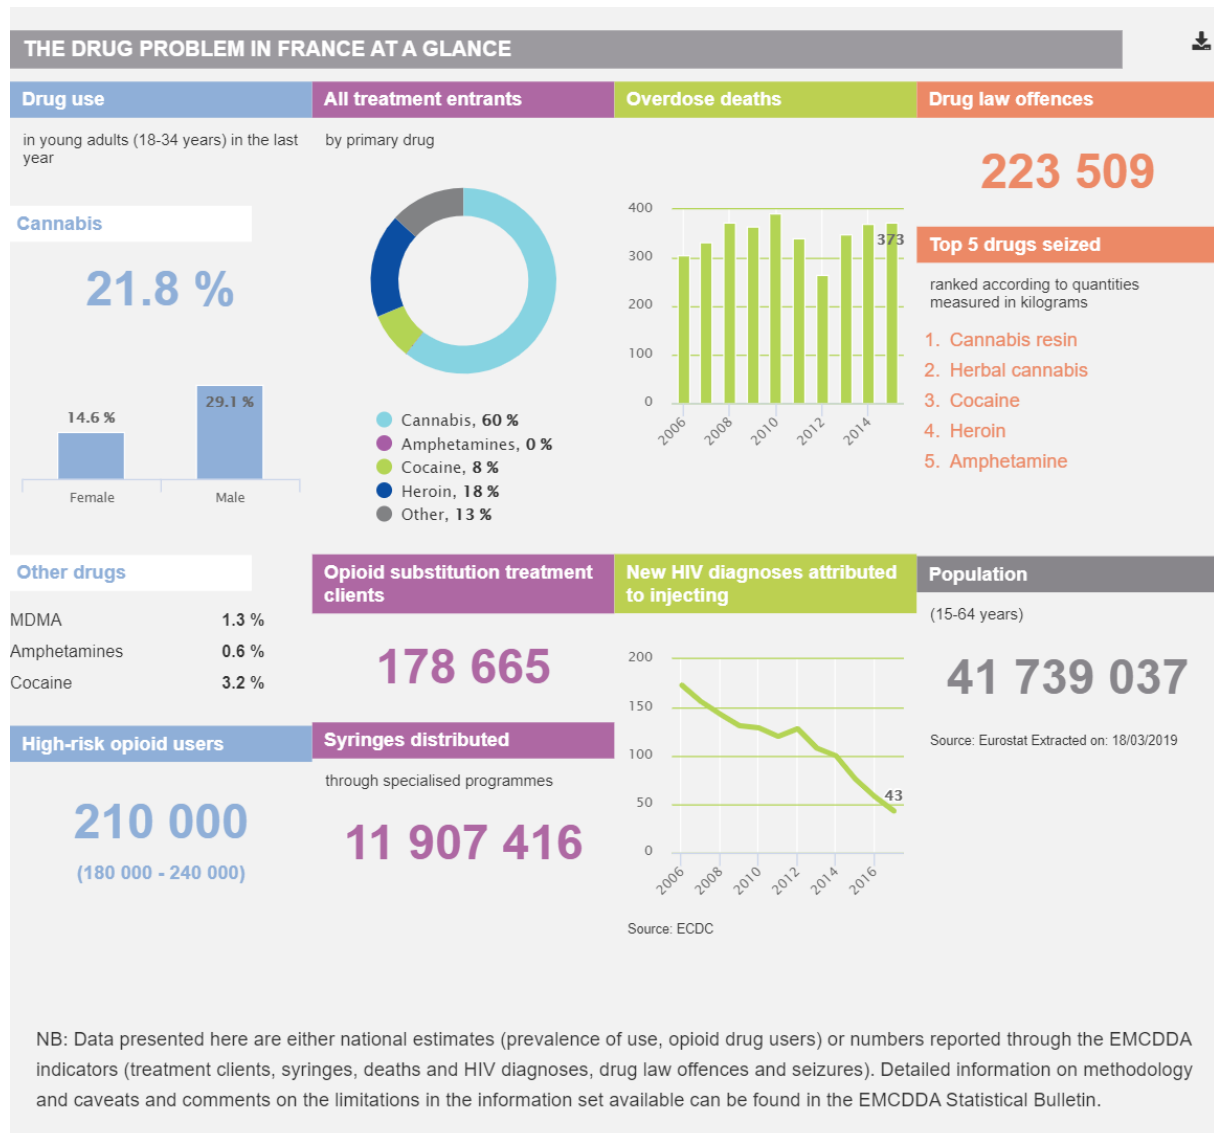 THE DRUG PROBLEM IN FRANCE AT A GLANCE
Drug use
in young adults (18-34 years) in the last
year
Cannabis
21.8 %
14.6 %
29.1 %
Female
Male
Other drugs
MDMA 1.3 %
Amphetamines 0.6 %
Cocaine 3.2 %
High-risk opioid users
210 000
(180 000 - 240 000)
All treatment entrants
by primary drug
Cannabis, 60 %
Amphetamines, 0 %
Cocaine, 8 %
Heroin, 18 %
Other, 13 %
Opioid substitution treatment
clients
178 665
Syringes distributed
through specialised programmes
11 907 416
Overdose deaths
400
300
200
100
0
373
2006 2008 2010 2012 2014
New HIV diagnoses attributed
to injecting
200
150
100
50
0
43
2006 2008 2010 2012 2014 2016
Source: ECDC
Drug law offences
223 509
Top 5 drugs seized
ranked according to quantities
measured in kilograms
1. Cannabis resin
2. Herbal cannabis
3. Cocaine
4. Heroin
5. Amphetamine
Population
(15-64 years)
41 739 037
Source: Eurostat Extracted on: 18/03/2019
NB: Data presented here are either national estimates (prevalence of use, opioid drug users) or numbers reported through the EMCDDA
indicators (treatment clients, syringes, deaths and HIV diagnoses, drug law offences and seizures). Detailed information on methodology
and caveats and comments on the limitations in the information set available can be found in the EMCDDA Statistical Bulletin.